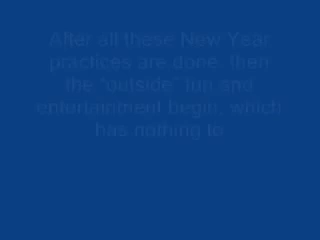 After all these New Year
practices are done, then
the "outside" fun and
entertainment begin, which
has nothing to